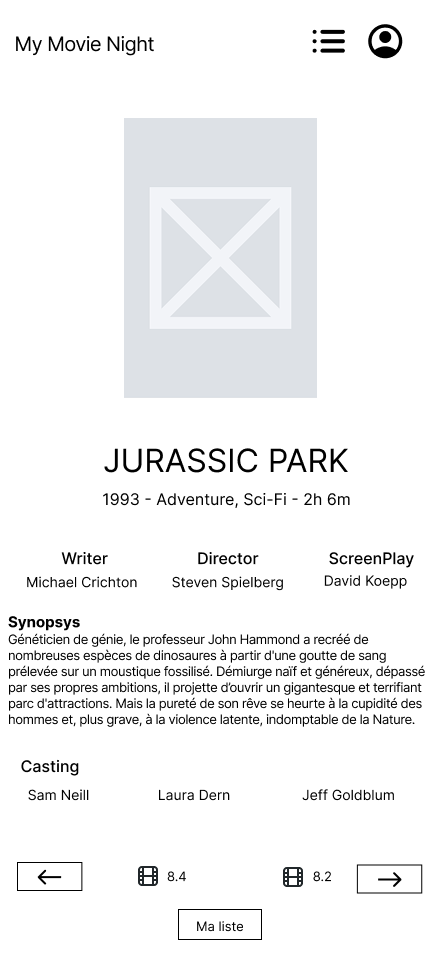 My Movie Night
JURASSIC PARK
1993 - Adventure, Sci-Fi - 2h 6m
Writer Director ScreenPlay
Michael Crichton Steven Spielberg David Koepp
Synopsys
Généticien de génie, le professeur John Hammond a recréé de
nombreuses espèces de dinosaures à partir d'une goutte de sang
prélevée sur un moustique fossilisé. Démiurge naïf et généreux, dépassé
par ses propres ambitions, il projette d’ouvrir un gigantesque et terrifiant
parc d'attractions. Mais la pureté de son rêve se heurte à la cupidité des
hommes et, plus grave, à la violence latente, indomptable de la Nature.
Casting
Sam Neill Laura Dern Jeff Goldblum
8.4 8.2
Ma liste